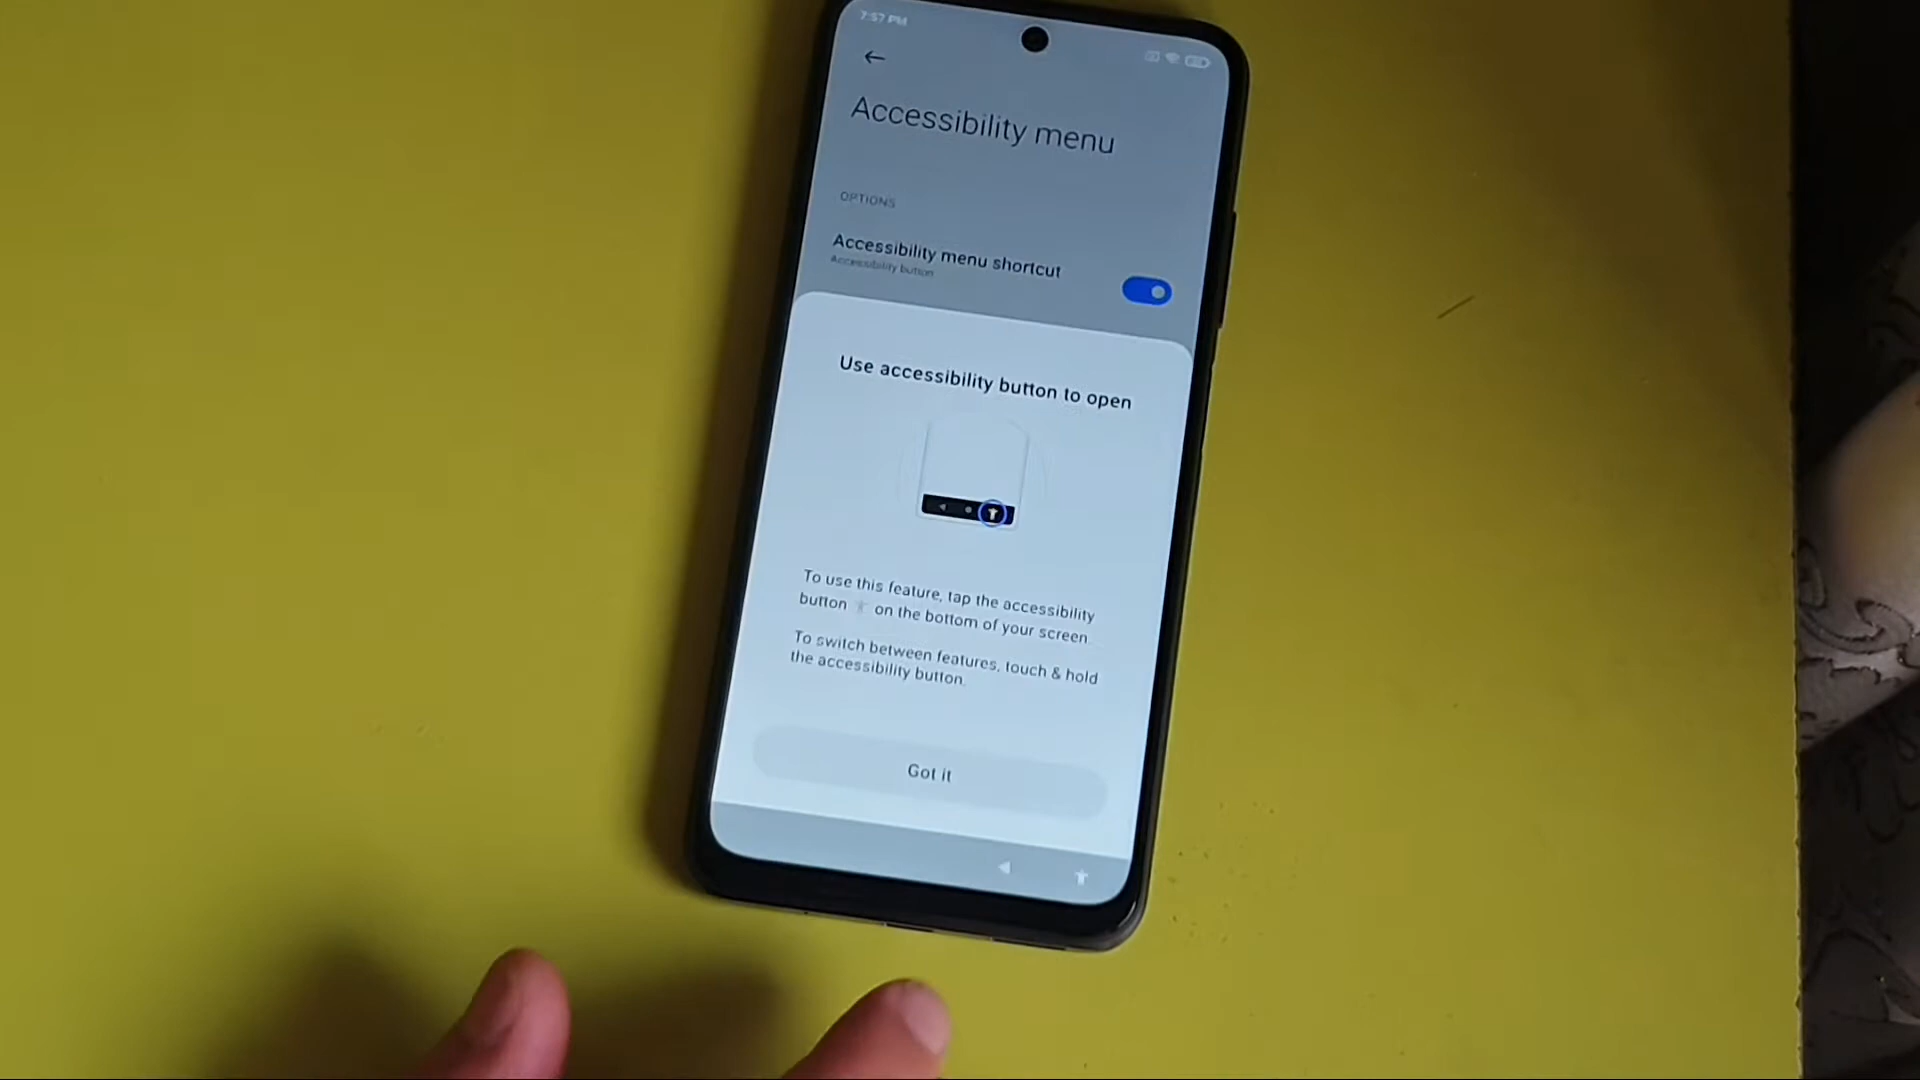 7:57 PM
Accessibility menu
OPTIONS
Accessibility menu shortcut
Accessibility button
Use accessibility button to open
To use this feature, tap the accessibility
button on the bottom of your screen.
To switch between features, touch & hold
the accessibility button.
Got it